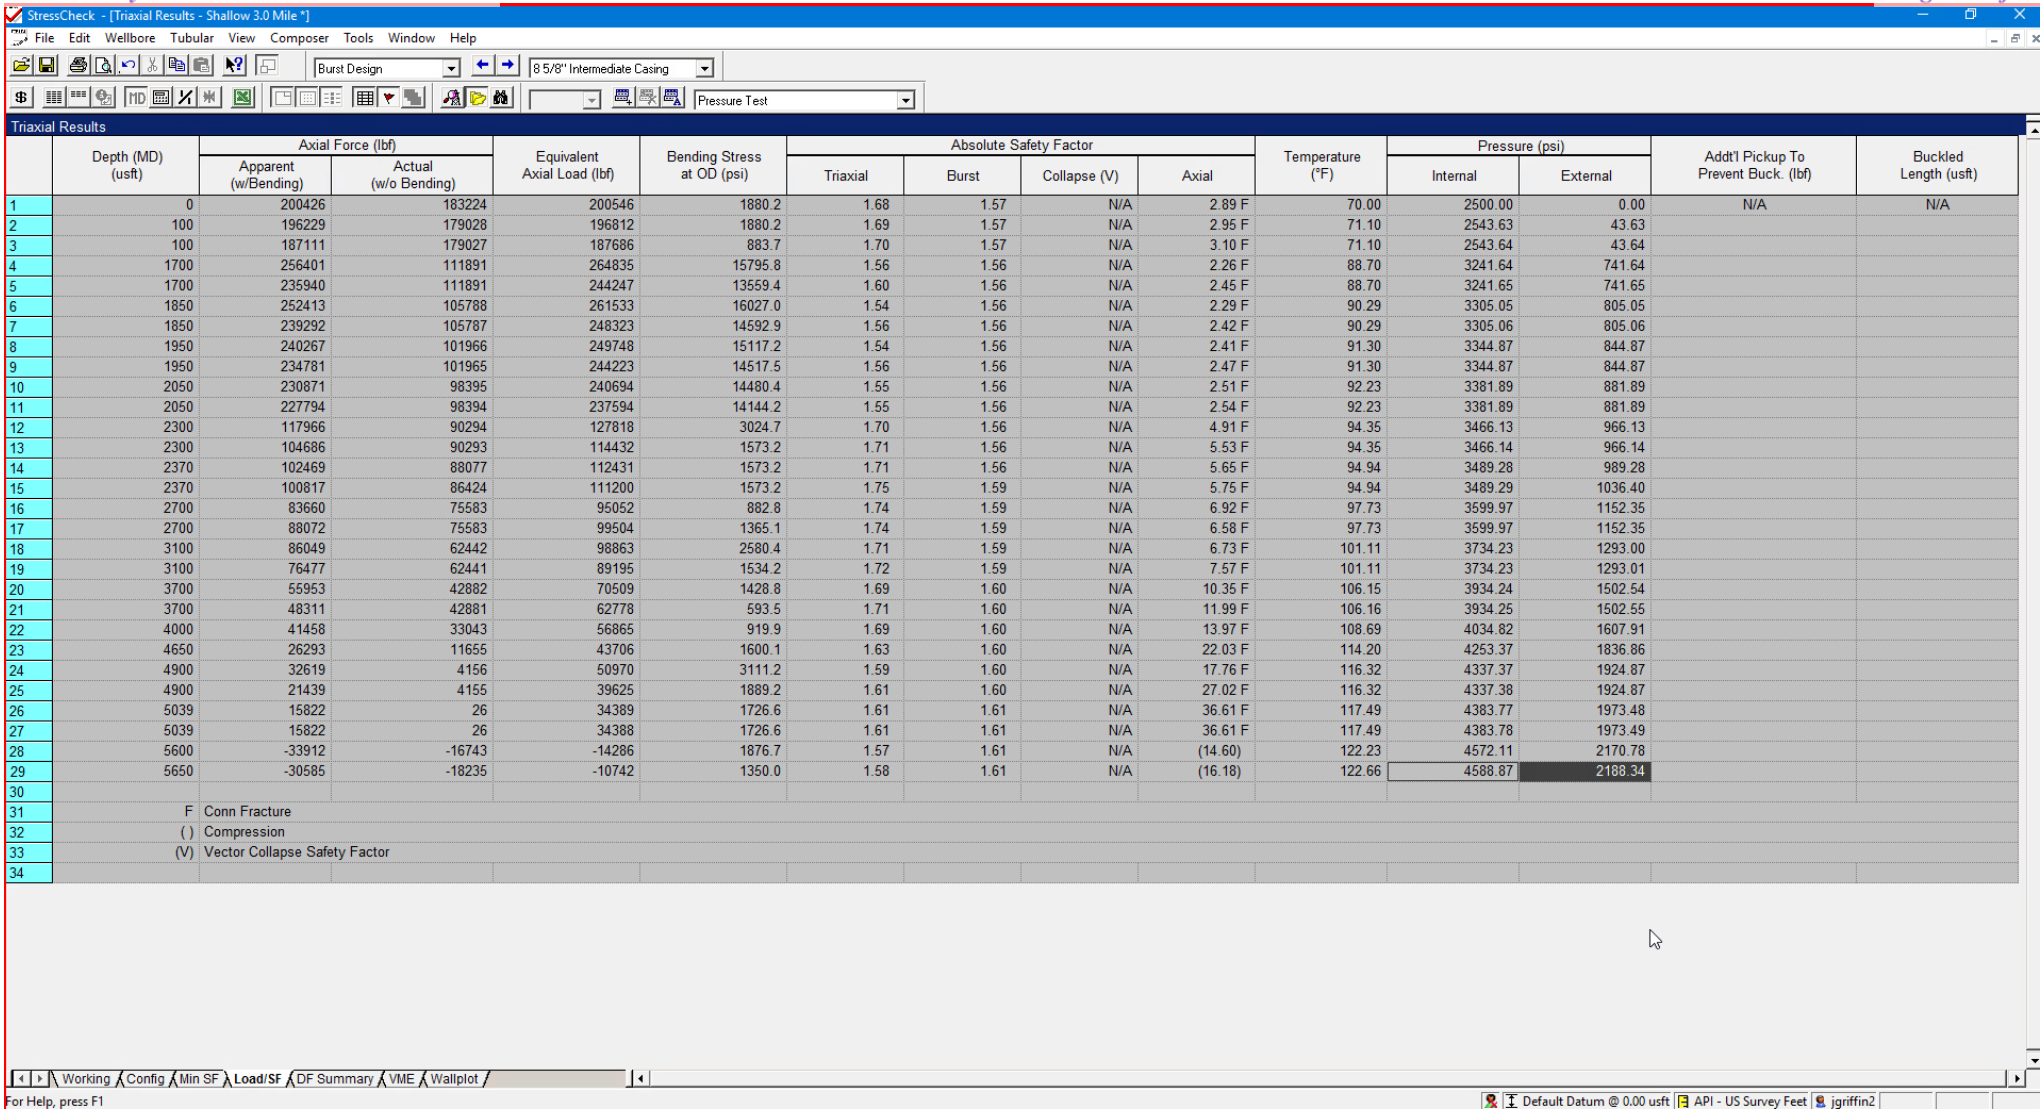 StressCheck - [Triaxial Results - Shallow 3.0 Mile *]
File Edit Wellbore Tubular View Composer Tools Window Help
Burst Design 8 5/8" Intermediate Casing
$ MD Pressure Test
Triaxial Results
Depth (MD) (usft) Axial Force (lbf) Apparent (w/Bending) Actual (w/o Bending) Equivalent Axial Load (lbf) Bending Stress at OD (psi) Absolute Safety Factor Triaxial Burst Collapse (V) Axial Temperature (°F) Pressure (psi) Internal External Addt'l Pickup To Prevent Buck. (lbf) Buckled Length (usft)
1 0 200426 183224 200546 1880.2 1.68 1.57 N/A 2.89 F 70.00 2500.00 0.00 N/A N/A
2 100 196229 179028 196812 1880.2 1.69 1.57 N/A 2.95 F 71.10 2543.63 43.63
3 100 187111 179027 187686 883.7 1.70 1.57 N/A 3.10 F 71.10 2543.64 43.64
4 1700 256401 111891 264835 15795.8 1.56 1.56 N/A 2.26 F 88.70 3241.64 741.64
5 1700 235940 111891 244247 13559.4 1.60 1.56 N/A 2.45 F 88.70 3241.65 741.65
6 1850 252413 105788 261533 16027.0 1.54 1.56 N/A 2.29 F 90.29 3305.05 805.05
7 1850 239292 105787 248323 14592.9 1.56 1.56 N/A 2.42 F 90.29 3305.06 805.06
8 1950 240267 101966 249748 15117.2 1.54 1.56 N/A 2.41 F 91.30 3344.87 844.87
9 1950 234781 101965 244223 14517.5 1.56 1.56 N/A 2.47 F 91.30 3344.87 844.87
10 2050 230871 98395 240694 14480.4 1.55 1.56 N/A 2.51 F 92.23 3381.89 881.89
11 2050 227794 98394 237594 14144.2 1.55 1.56 N/A 2.54 F 92.23 3381.89 881.89
12 2300 117966 90294 127818 3024.7 1.70 1.56 N/A 4.91 F 94.35 3466.13 966.13
13 2300 104686 90293 114432 1573.2 1.71 1.56 N/A 5.53 F 94.35 3466.14 966.14
14 2370 102469 88077 112431 1573.2 1.71 1.56 N/A 5.65 F 94.94 3489.28 989.28
15 2370 100817 86424 111200 1573.2 1.75 1.59 N/A 5.75 F 94.94 3489.29 1036.40
16 2700 83660 75583 95052 882.8 1.74 1.59 N/A 6.92 F 97.73 3599.97 1152.35
17 2700 88072 75583 99504 1365.1 1.74 1.59 N/A 6.58 F 97.73 3599.97 1152.35
18 3100 86049 62442 98863 2580.4 1.71 1.59 N/A 6.73 F 101.11 3734.23 1293.00
19 3100 76477 62441 89195 1534.2 1.72 1.59 N/A 7.57 F 101.11 3734.23 1293.01
20 3700 55953 42882 70509 1428.8 1.69 1.60 N/A 10.35 F 106.15 3934.24 1502.54
21 3700 48311 42881 62778 593.5 1.71 1.60 N/A 11.99 F 106.16 3934.25 1502.55
22 4000 41458 33043 56865 919.9 1.69 1.60 N/A 13.97 F 108.69 4034.82 1607.91
23 4650 26293 11655 43706 1600.1 1.63 1.60 N/A 22.03 F 114.20 4253.37 1836.86
24 4900 32619 4156 50970 3111.2 1.59 1.60 N/A 17.76 F 116.32 4337.37 1924.87
25 4900 21439 4155 39625 1889.2 1.61 1.60 N/A 27.02 F 116.32 4337.38 1924.87
26 5039 15822 26 34389 1726.6 1.61 1.61 N/A 36.61 F 117.49 4383.77 1973.48
27 5039 15822 26 34388 1726.6 1.61 1.61 N/A 36.61 F 117.49 4383.78 1973.49
28 5600 -33912 -16743 -14286 1876.7 1.57 1.61 N/A (14.60) 122.23 4572.11 2170.78
29 5650 -30585 -18235 -10742 1350.0 1.58 1.61 N/A (16.18) 122.66 4588.87 2188.34
30
31 F Conn Fracture
32 ( ) Compression
33 (V) Vector Collapse Safety Factor
34
Working Config Min SF Load/SF DF Summary VME Wallplot
For Help, press F1 Default Datum @ 0.00 usft API - US Survey Feet jgriffin2